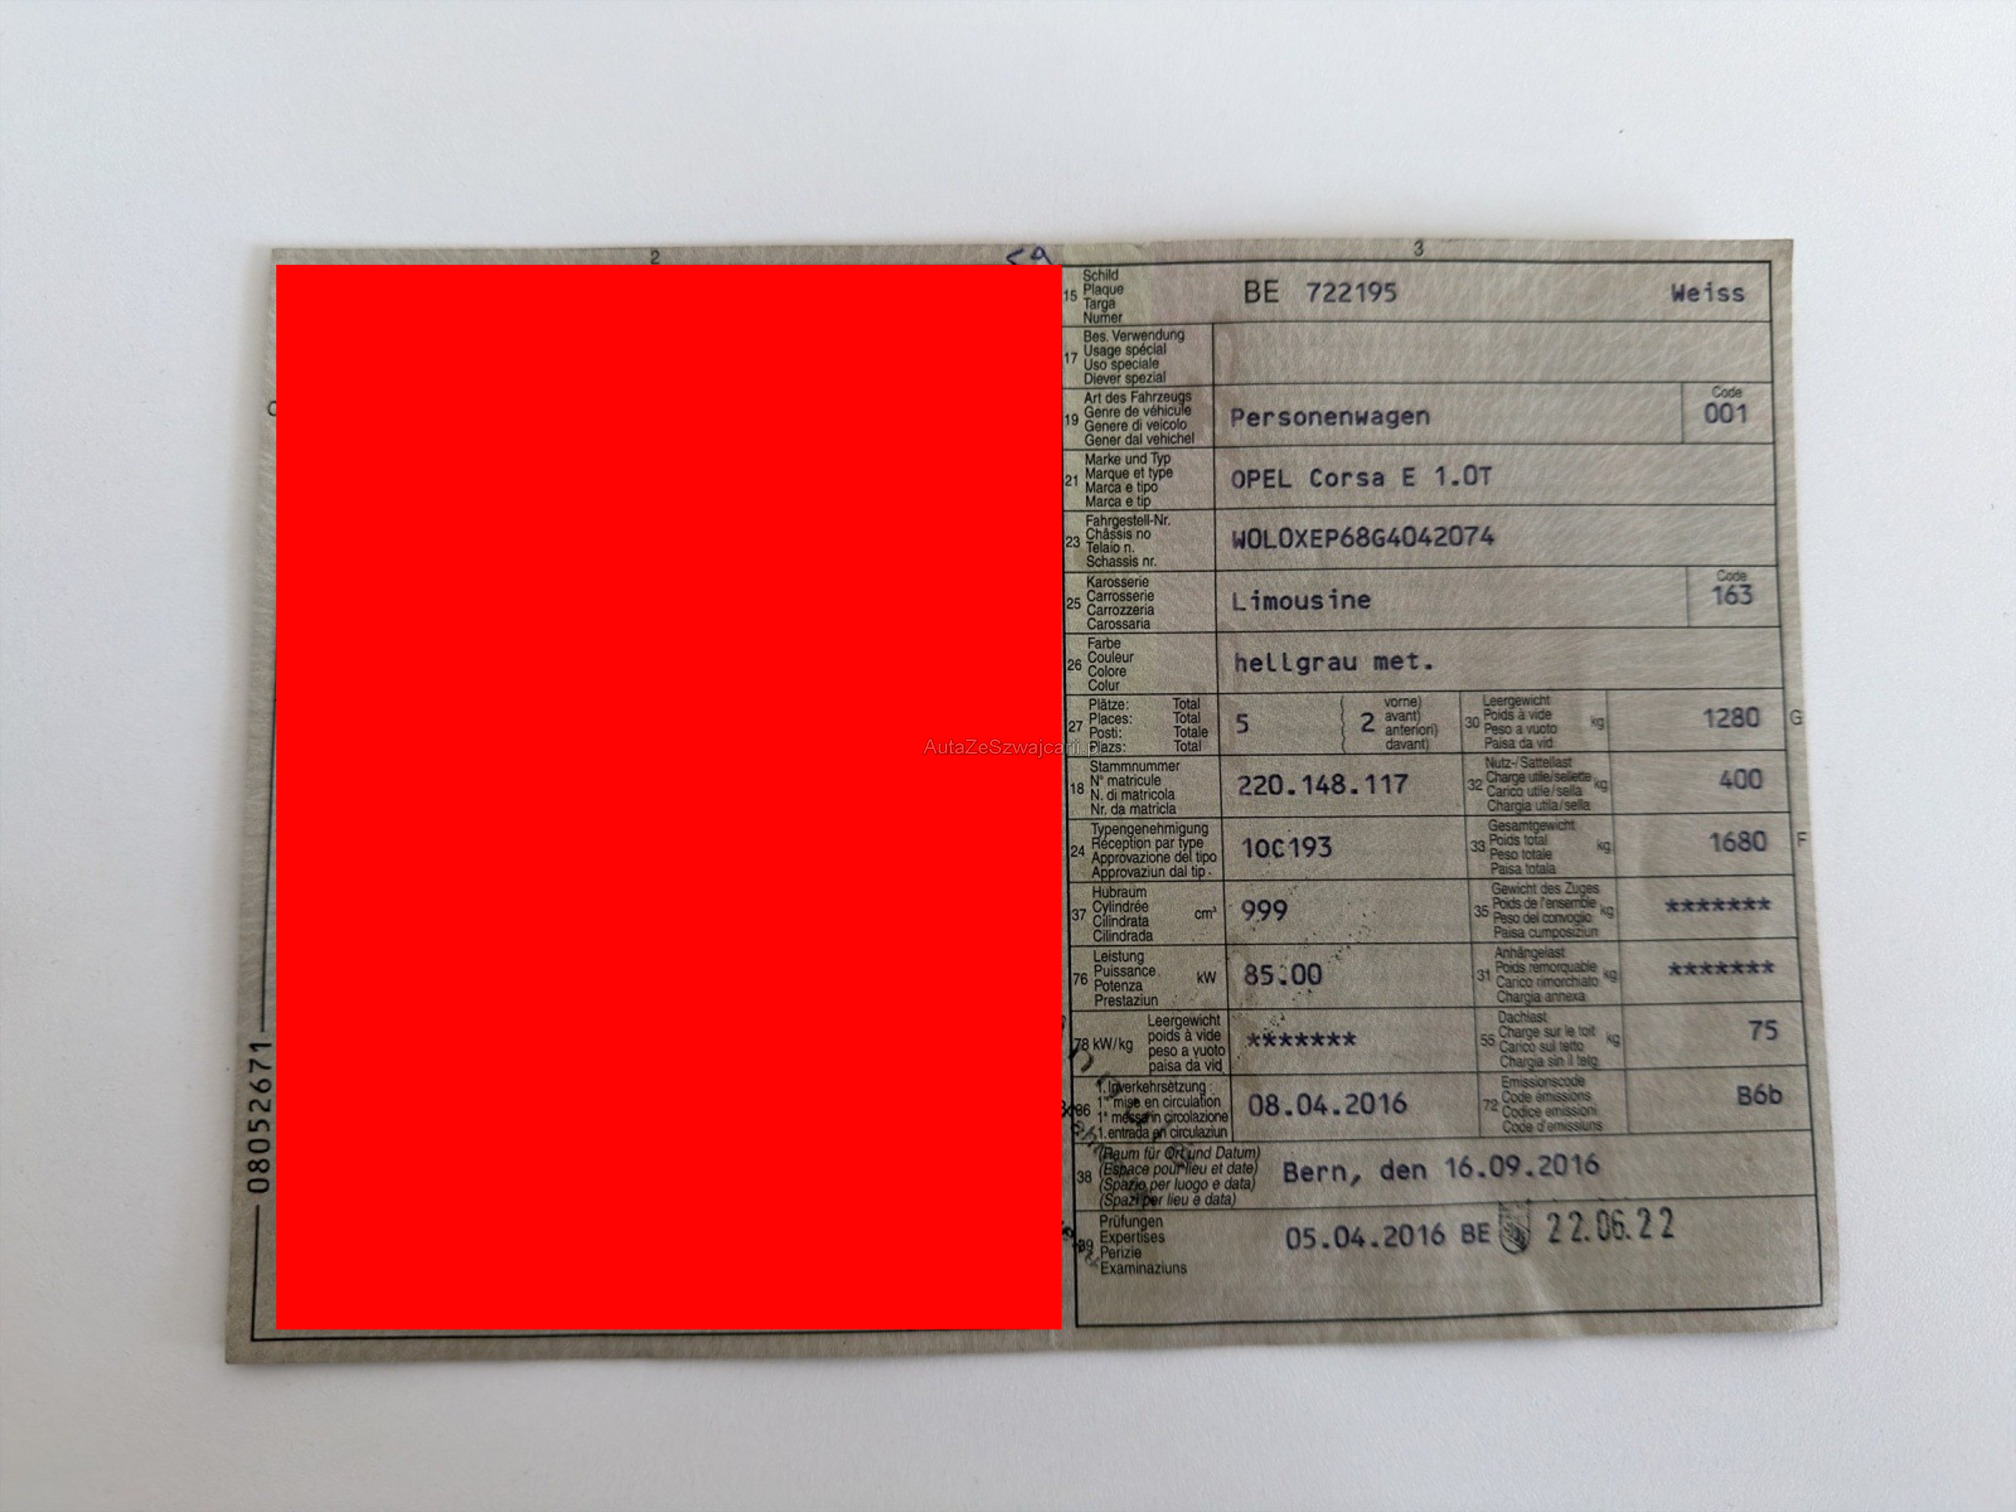 2
3
15 Schild
Plaque
Targa
Numer
BE 722195 Weiss
17 Bes. Verwendung
Usage spécial
Uso speciale
Diever spezial
19 Art des Fahrzeugs
Genre de véhicule
Genere di veicolo
Gener dal vehichel
Personenwagen
Code
001
21 Marke und Typ
Marque et type
Marca e tipo
Marca e tip
OPEL Corsa E 1.0T
23 Fahrgestell-Nr.
Châssis no
Telaio n.
Schassis nr.
W0L0XEP68G4042074
25 Karosserie
Carrosserie
Carrozzeria
Carossaria
Limousine
Code
163
26 Farbe
Couleur
Colore
Colur
hellgrau met.
27 Plätze: Total
Places: Total
Posti: Totale
Plazs: Total
5
2 vorne)
avant)
anteriori)
davant)
30 Leergewicht
Poids à vide
Peso a vuoto
Paisa da vid
kg
1280 G
AutaZeSzwajcarii.pl
18 Stammnummer
N° matricule
N. di matricola
Nr. da matricla
220.148.117
32 Nutz-/Sattellast
Charge utile/sellette
Carico utile/sella
Chargia utila/sella
kg
400
24 Typengenehmigung
Réception par type
Approvazione del tipo
Approvaziun dal tip
10C193
33 Gesamtgewicht
Poids total
Peso totale
Paisa totala
kg
1680 F
37 Hubraum
Cylindrée
Cilindrata
Cilindrada
cm³
999
35 Gewicht des Zuges
Poids de l'ensemble
Peso del convoglio
Paisa cumposiziun
kg
*******
76 Leistung
Puissance
Potenza
Prestaziun
kW
85.00
31 Anhängelast
Poids remorquable
Carico rimorchiato
Chargia annexa
kg
*******
78 kW/kg
Leergewicht
poids à vide
peso a vuoto
paisa da vid
*******
55 Dachlast
Charge sur le toit
Carico sul tetto
Chargia sin il tetg
kg
75
36 1. Inverkehrsetzung
1re mise en circulation
1a messa in circolazione
1. entrada en circulaziun
08.04.2016
72 Emissionscode
Code émissions
Codice emissioni
Code d'emissiuns
B6b
38 (Raum für Ort und Datum)
(Espace pour lieu et date)
(Spazio per luogo e data)
(Spazi per lieu e data)
Bern, den 16.09.2016
39 Prüfungen
Expertises
Perizie
Examinaziuns
05.04.2016 BE 22.06.22
08052671